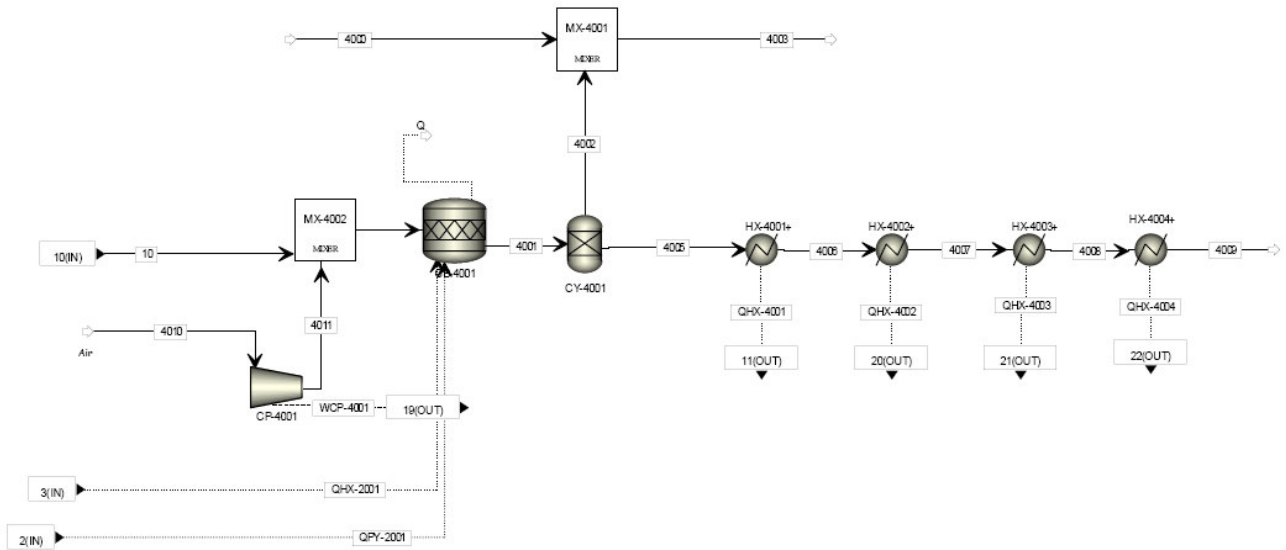 MX-4001
4000
4003
MIXER
Q
4002
MX-4002
MIXER
HX-4001+
HX-4002+
HX-4003+
HX-4004+
10(IN)
10
4001
4005
4006
4007
4008
4009
CY-4001
4011
QHX-4001
QHX-4002
QHX-4003
QHX-4004
4010
Air
11(OUT)
20(OUT)
21(OUT)
22(OUT)
CP-4001
WCP-4001
19(OUT)
3(IN)
QHX-2001
2(IN)
QPY-2001